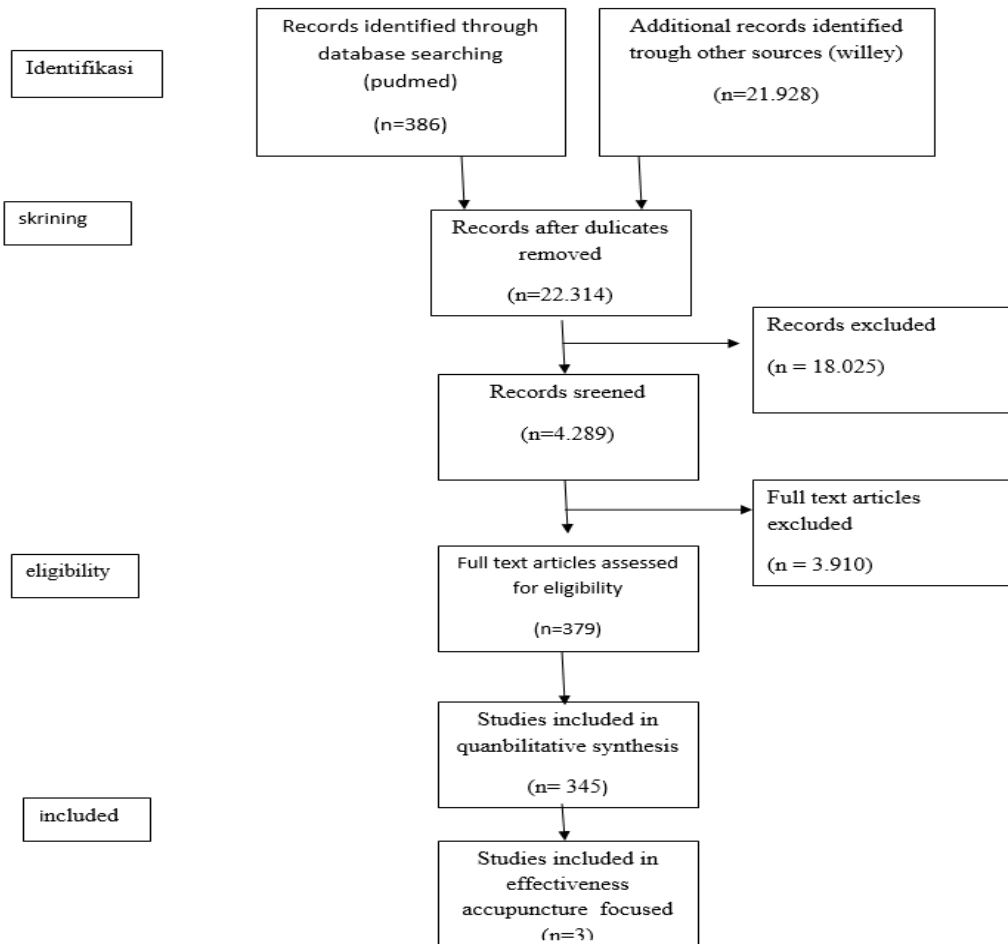 Identifikasi
Records identified through
database searching
(pudmed)
(n=386)
Additional records identified
trough other sources (willey)
(n=21.928)
skrining
Records after dulicates
removed
(n=22.314)
Records excluded
(n = 18.025)
Records sreened
(n=4.289)
Full text articles
excluded
(n = 3.910)
eligibility
Full text articles assessed
for eligibility
(n=379)
Studies included in
quanbilitative synthesis
(n= 345)
included
Studies included in
effectiveness
accupuncture focused
(n=3)